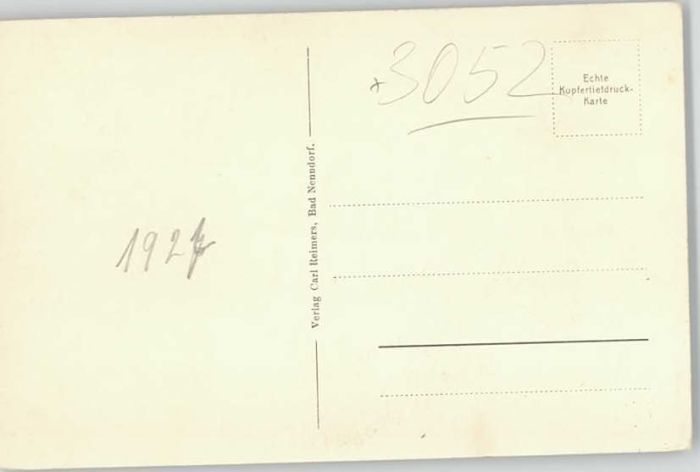 3052
Echte
Kupfertiefdruck-
Karte
Verlag Carl Reimers, Bad Nenndorf.